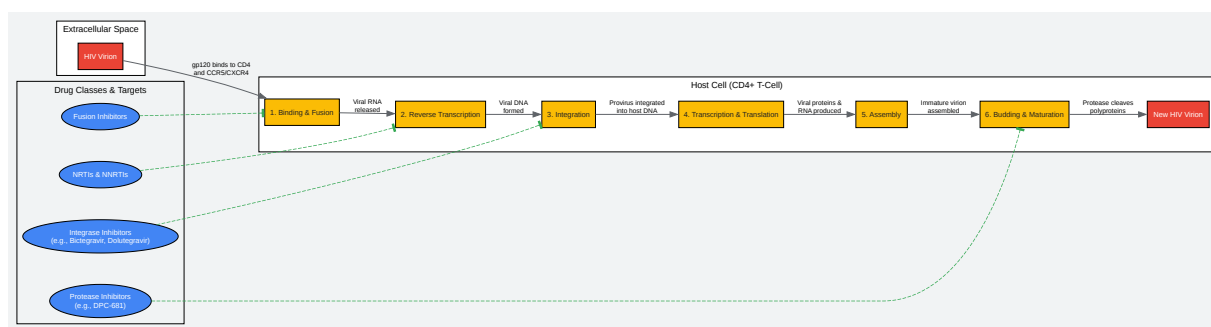 Extracellular Space
HIV Virion
gp120 binds to CD4
and CCR5/CXCR4
Drug Classes & Targets
Fusion Inhibitors
NRTIs & NNRTIs
Integrase Inhibitors
(e.g., Bictegravir, Dolutegravir)
Protease Inhibitors
(e.g., DPC-681)
Host Cell (CD4+ T-Cell)
1. Binding & Fusion
Viral RNA
released
2. Reverse Transcription
Viral DNA
formed
3. Integration
Provirus integrated
into host DNA
4. Transcription & Translation
Viral proteins &
RNA produced
5. Assembly
Immature virion
assembled
6. Budding & Maturation
Protease cleaves
polyproteins
New HIV Virion